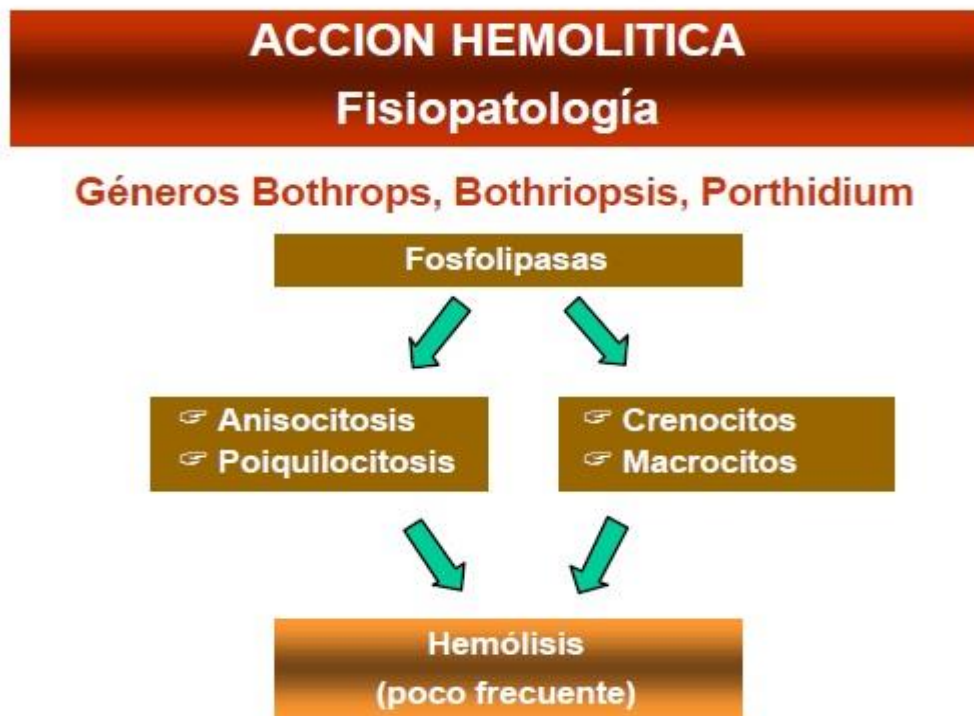 ACCION HEMOLITICA
Fisiopatología
Géneros Bothrops, Bothriopsis, Porthidium
Fosfolipasas
☞ Anisocitosis
☞ Poiquilocitosis
☞ Crenocitos
☞ Macrocitos
Hemólisis
(poco frecuente)